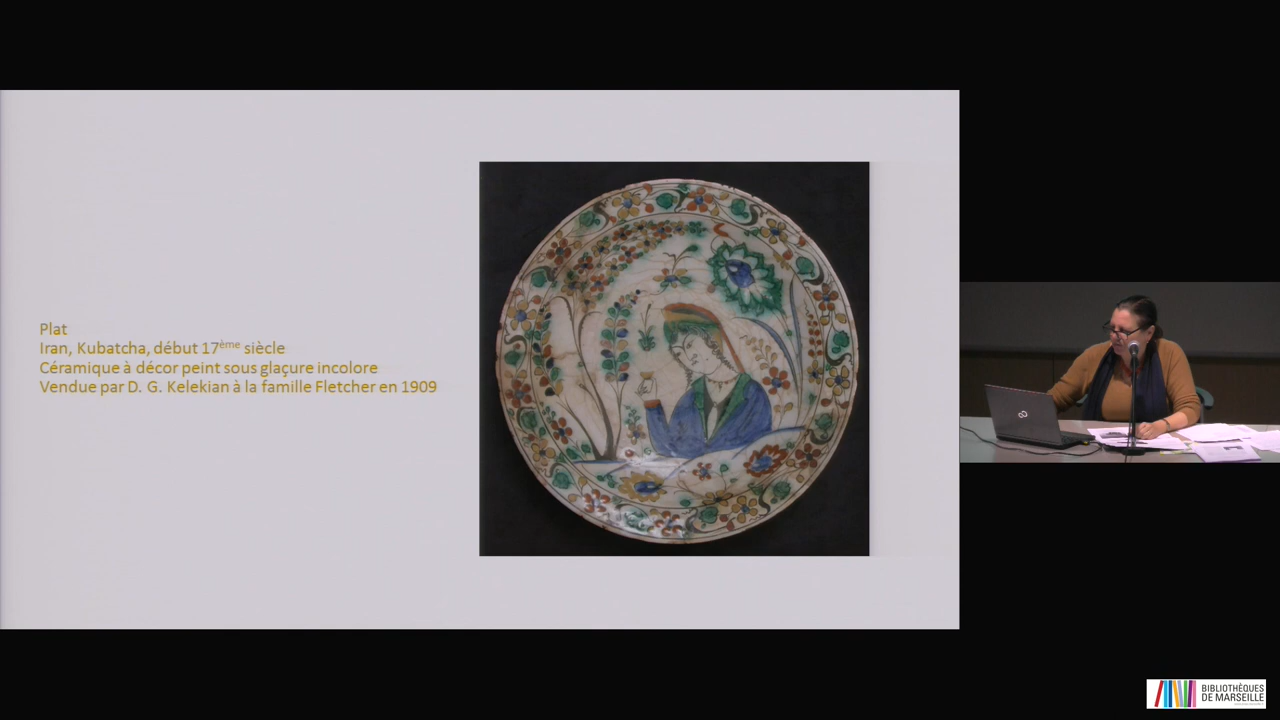 Plat
Iran, Kubatcha, début 17ème siècle
Céramique à décor peint sous glaçure incolore
Vendue par D. G. Kelekian à la famille Fletcher en 1909
BIBLIOTHÈQUES
DE MARSEILLE